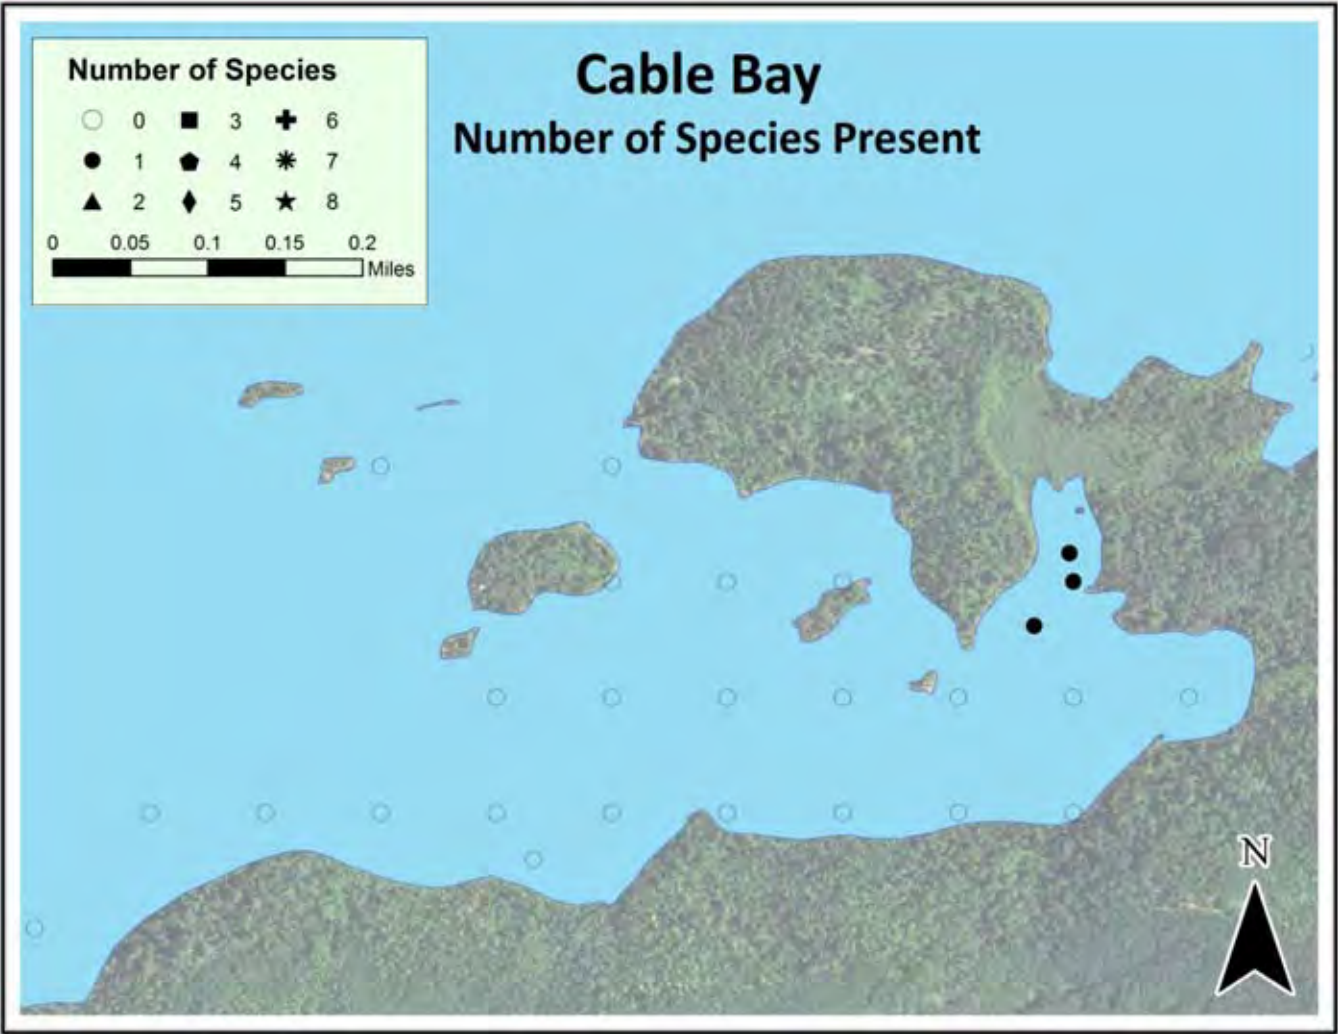 Cable Bay
Number of Species Present
Number of Species
0 3 6
1 4 7
2 5 8
0 0.05 0.1 0.15 0.2
Miles
N